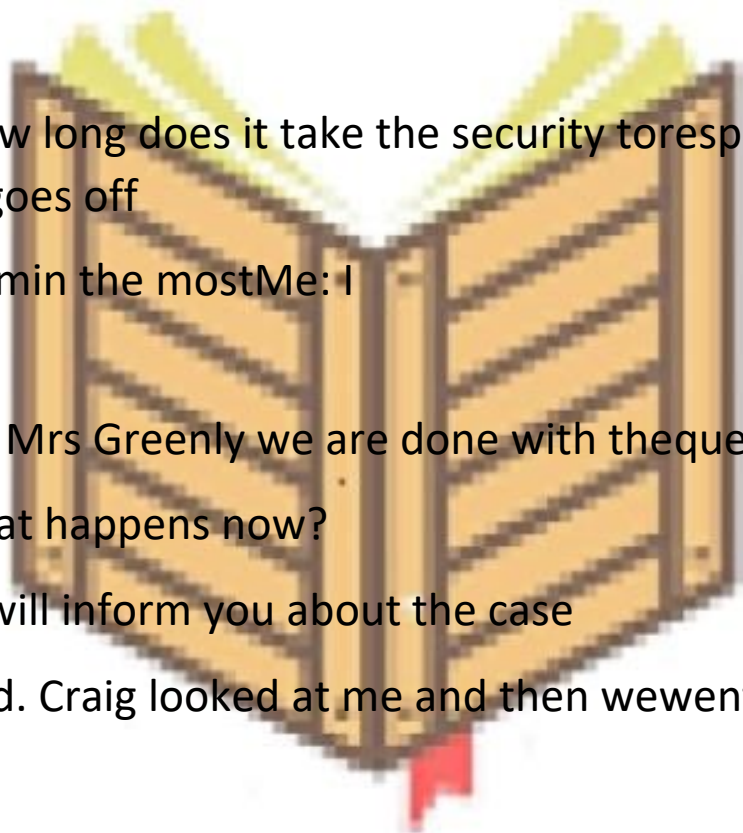 w long does it take the security toresp
goes off
min the mostMe: I
Mrs Greenly we are done with theque
at happens now?
will inform you about the case
d. Craig looked at me and then wewent